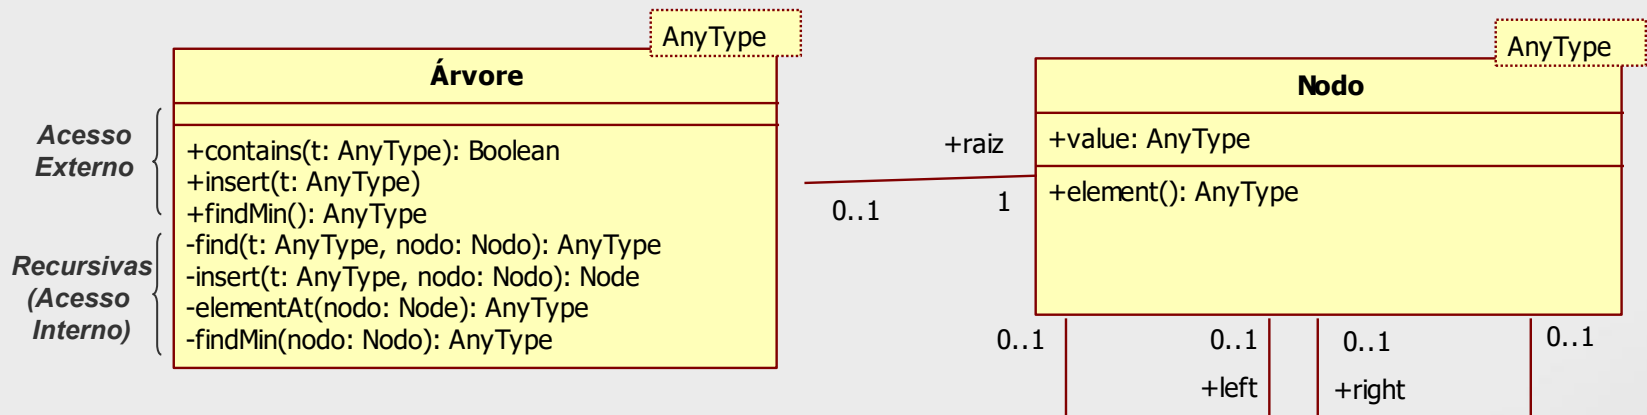 AnyType
Árvore
Acesso
Externo
+contains(t: AnyType): Boolean
+insert(t: AnyType)
+findMin(): AnyType
Recursivas
(Acesso
Interno)
-find(t: AnyType, nodo: Nodo): AnyType
-insert(t: AnyType, nodo: Nodo): Node
-elementAt(nodo: Node): AnyType
-findMin(nodo: Nodo): AnyType
+raiz
0..1
1
AnyType
Nodo
+value: AnyType
+element(): AnyType
0..1
0..1
0..1
0..1
+left
+right